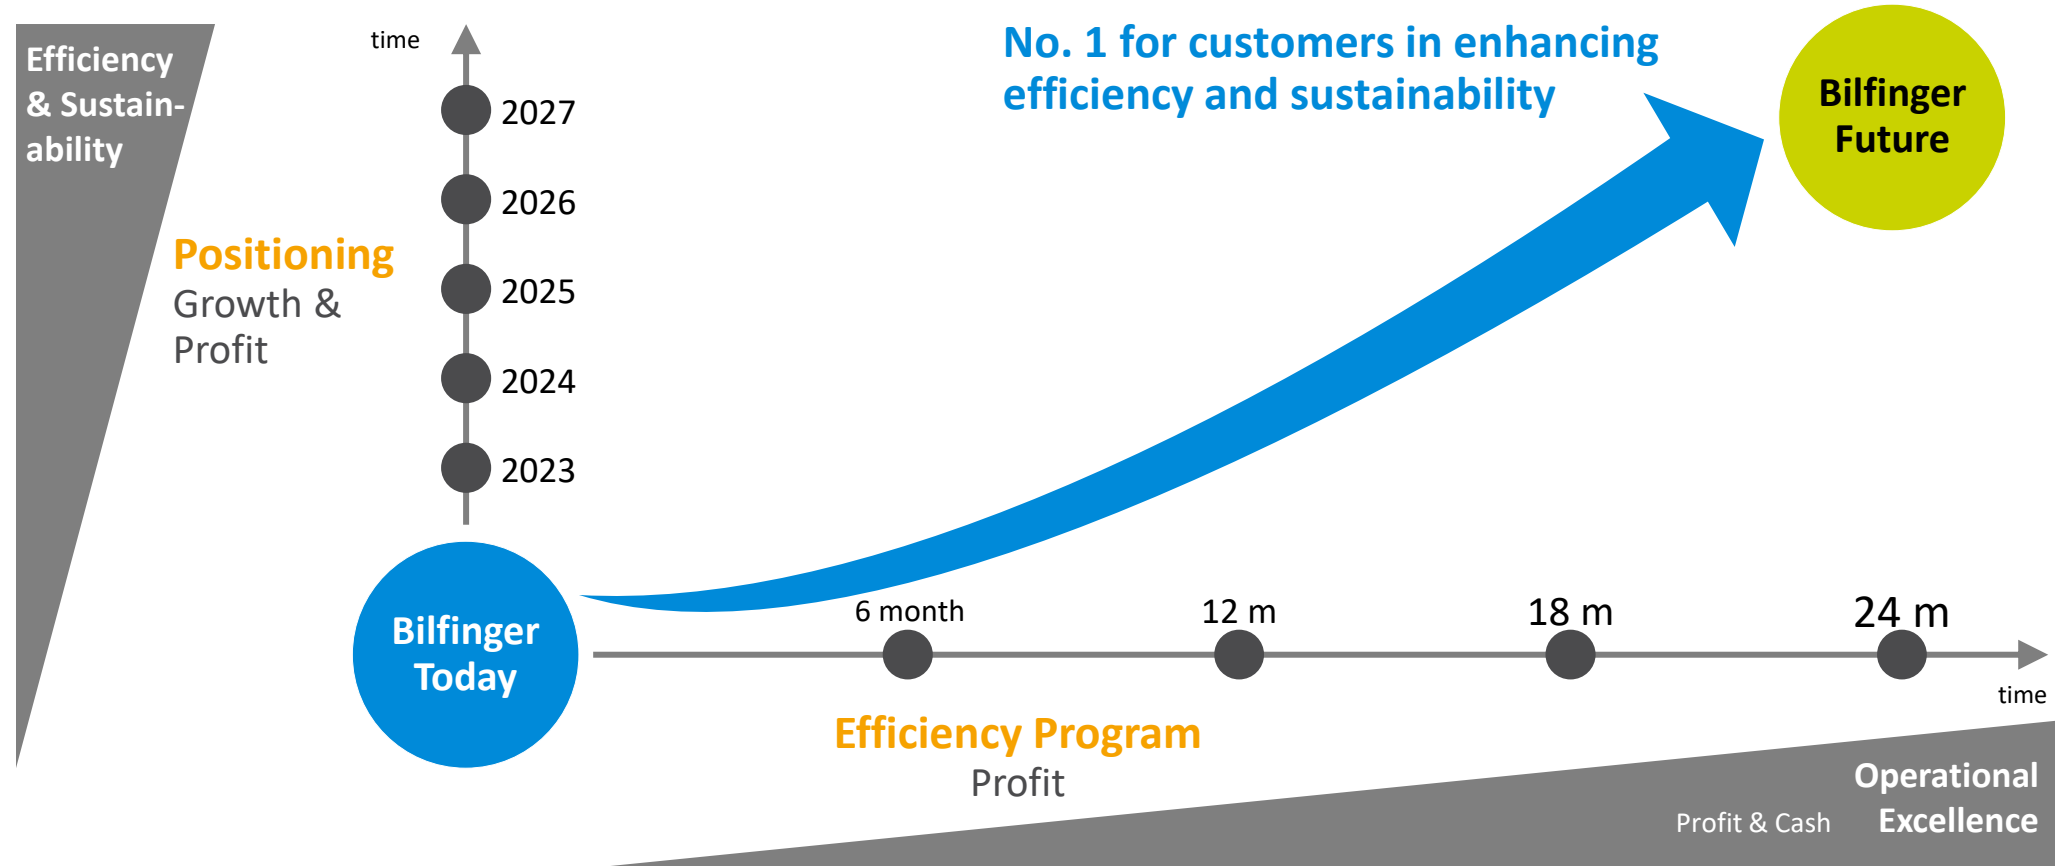 Efficiency
& Sustain-
ability
time
2027
2026
2025
2024
2023
Positioning
Growth &
Profit
No. 1 for customers in enhancing
efficiency and sustainability
Bilfinger
Future
Bilfinger
Today
6 month
12 m
18 m
24 m
time
Efficiency Program
Profit
Operational
Profit & Cash Excellence